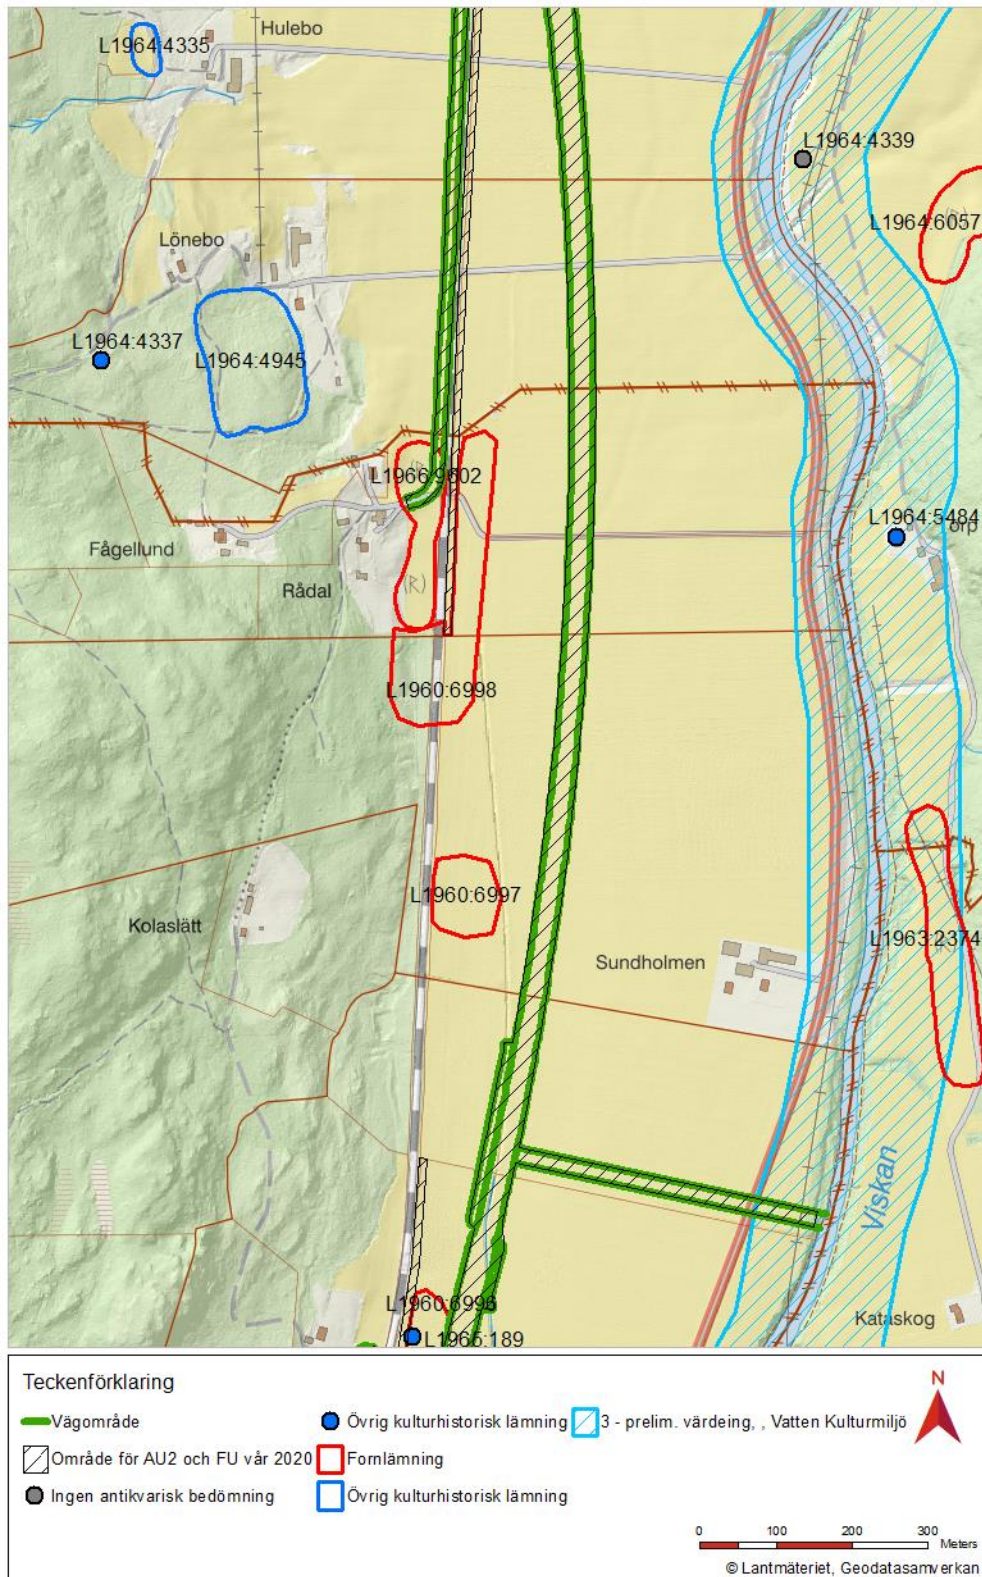 Hulebo
L1964:4335
L1964:4339
L1964:6057
Lönebo
L1964:4337
L1964:4945
L1966:9602
L1964:5484
orp
Fågellund
Rådal
(R)
L1960:6998
L1960:6997
Kolaslätt
L1963:2374
Sundholmen
Viskan
L1960:6996
L1965:189
Kataskog
Teckenförklaring
Vägområde
Övrig kulturhistorisk lämning
3 - prelim. värdeing, , Vatten Kulturmiljö
N
Område för AU2 och FU vår 2020
Fornlämning
Ingen antikvarisk bedömning
Övrig kulturhistorisk lämning
0 100 200 300
Meters
© Lantmäteriet, Geodatasamverkan